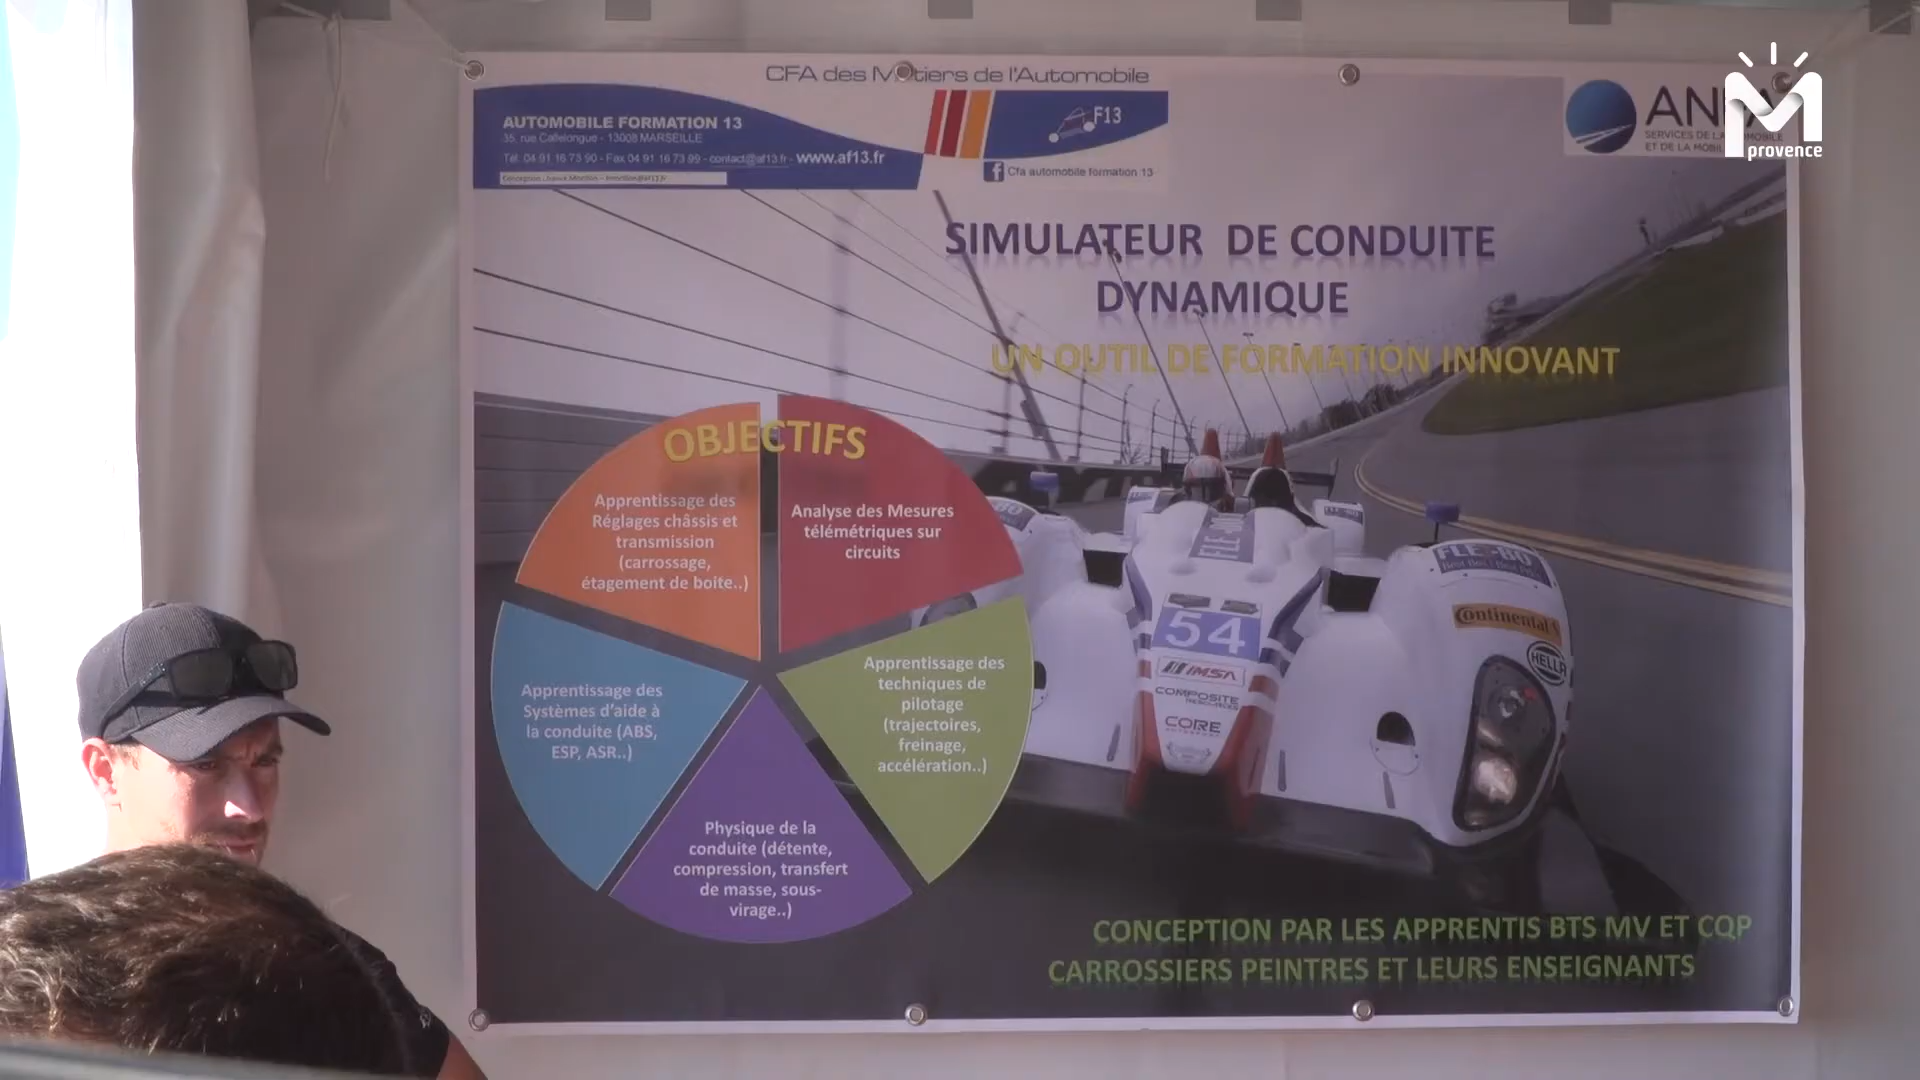 CFA des Métiers de l'Automobile
AUTOMOBILE FORMATION 13
35, rue Callelongue - 13008 MARSEILLE
Tél: 04 91 16 73 90 - Fax 04 91 16 73 99 - contact@af13.fr - www.af13.fr
F13
Cfa automobile formation 13
SERVICES DE
ET DE LA
M
provence
SIMULATEUR DE CONDUITE
DYNAMIQUE
UN OUTIL DE FORMATION INNOVANT
OBJECTIFS
Apprentissage des
Réglages châssis et
transmission
(carrossage,
étagement de boite..)
Analyse des Mesures
télémétriques sur
circuits
Apprentissage des
Systèmes d'aide à
la conduite (ABS,
ESP, ASR..)
Apprentissage des
techniques de
pilotage
(trajectoires,
freinage,
accélération..)
Physique de la
conduite (détente,
compression, transfert
de masse, sous-
virage..)
Continental
HELLA
54
IMSA
COMPOSITE
CORE
CONCEPTION PAR LES APPRENTIS BTS MV ET CQP
CARROSSIERS PEINTRES ET LEURS ENSEIGNANTS